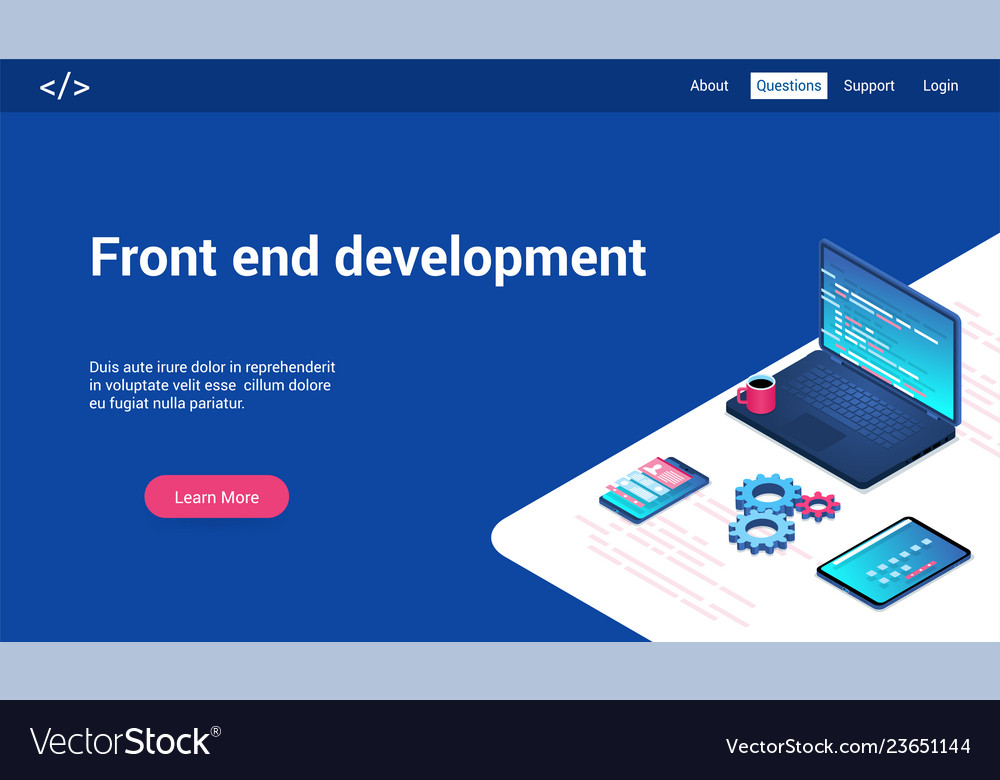 </>
About Questions Support Login
Front end development
Duis aute irure dolor in reprehenderit
in voluptate velit esse  cillum dolore
eu fugiat nulla pariatur.
Learn More
VectorStock®
VectorStock.com/23651144